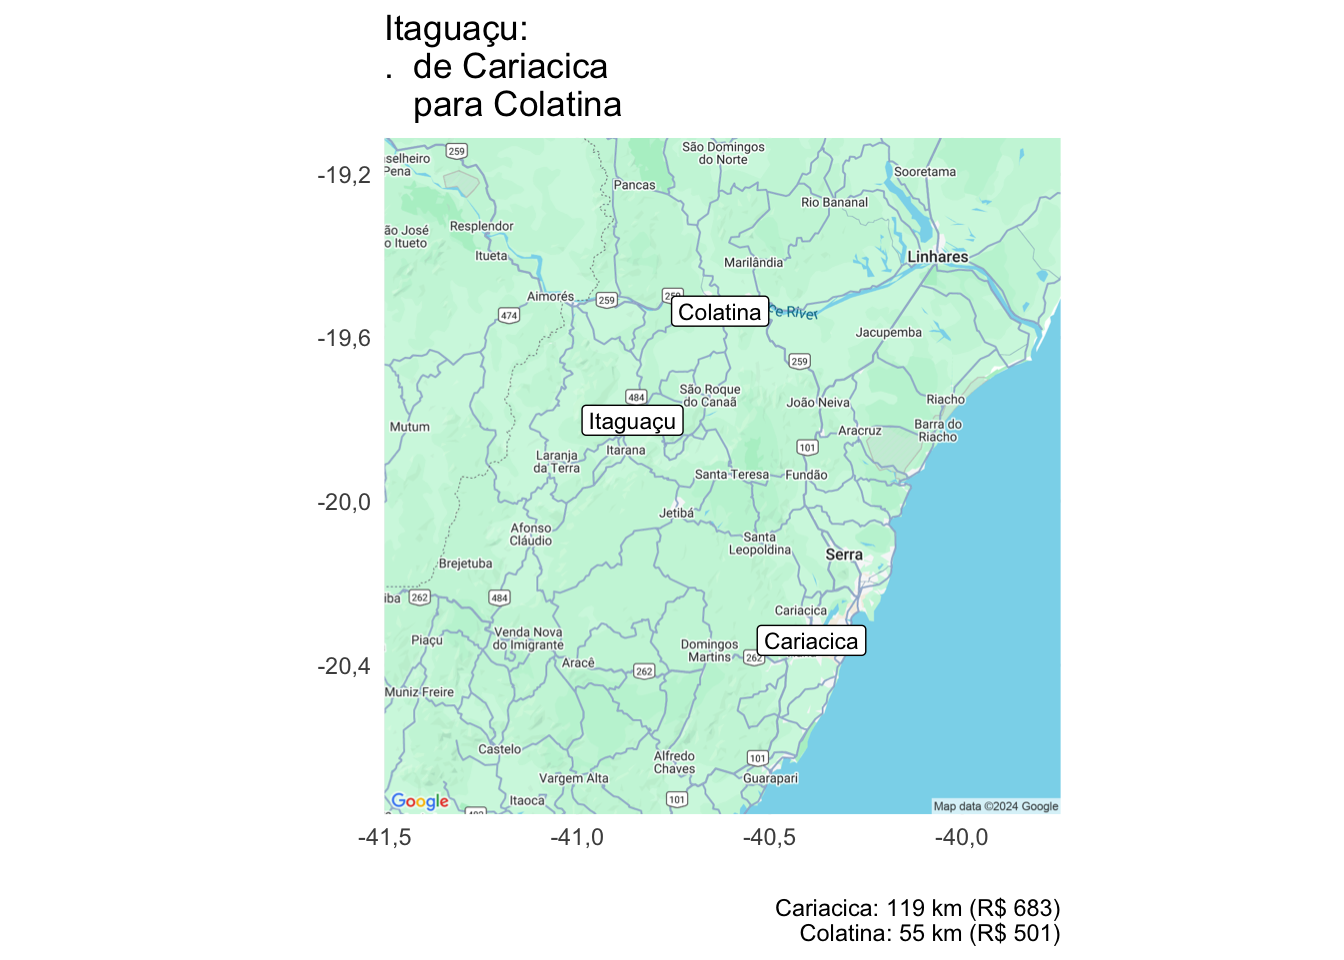 Itaguaçu:
.  de Cariacica
para Colatina
-19,2
-19,6
-20,0
-20,4
-41,5
-41,0
-40,5
-40,0
259
São Domingos
do Norte
selheiro
Pena
Sooretama
Pancas
Rio Bananal
ão José
o Itueto
Resplendor
Itueta
Marilândia
Linhares
Aimorés
259
259
Colatina
ce River
474
Jacupemba
259
484
São Roque
do Canaã
João Neiva
Riacho
Itaguaçu
Mutum
Aracruz
Barra do
Riacho
Itarana
101
Laranja
da Terra
Santa Teresa
Fundão
Jetibá
Afonso
Cláudio
Santa
Leopoldina
Serra
Brejetuba
iba
262
484
Cariacica
Piaçu
Venda Nova
do Imigrante
Domingos
Martins
262
Cariacica
Aracê
262
Muniz Freire
Castelo
Alfredo
Chaves
101
Vargem Alta
Guarapari
Itaoca
101
Google
Map data ©2024 Google
Cariacica: 119 km (R$ 683)
Colatina: 55 km (R$ 501)